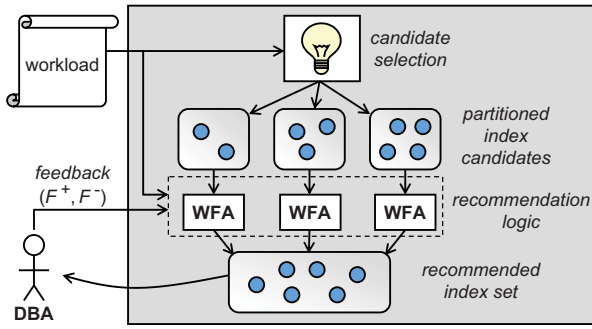 workload
candidate
selection
partitioned
index
candidates
feedback
(F⁺, F⁻)
WFA
WFA
WFA
recommendation
logic
recommended
index set
DBA